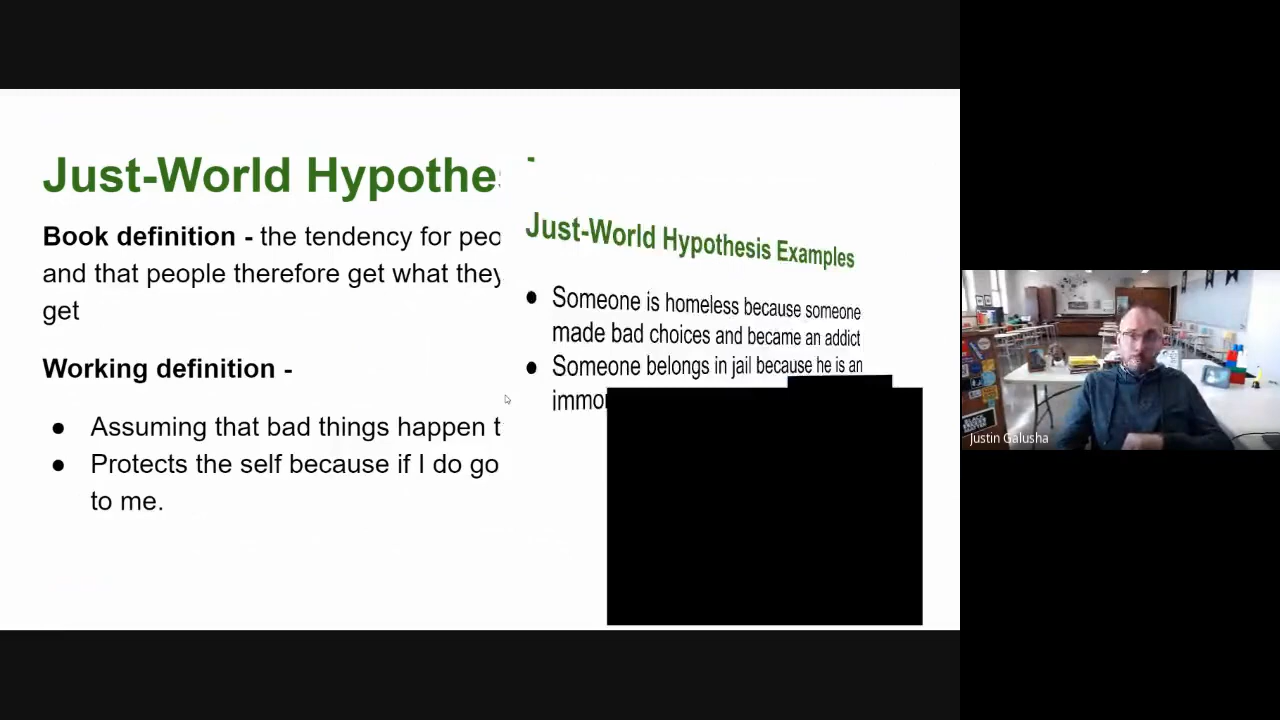 Just-World Hypothe
Book definition - the tendency for peo
and that people therefore get what they
get
Working definition -
● Assuming that bad things happen t
● Protects the self because if I do go
to me.
Just-World Hypothesis Examples
● Someone is homeless because someone
made bad choices and became an addict
● Someone belongs in jail because he is an
immor
Justin Galusha